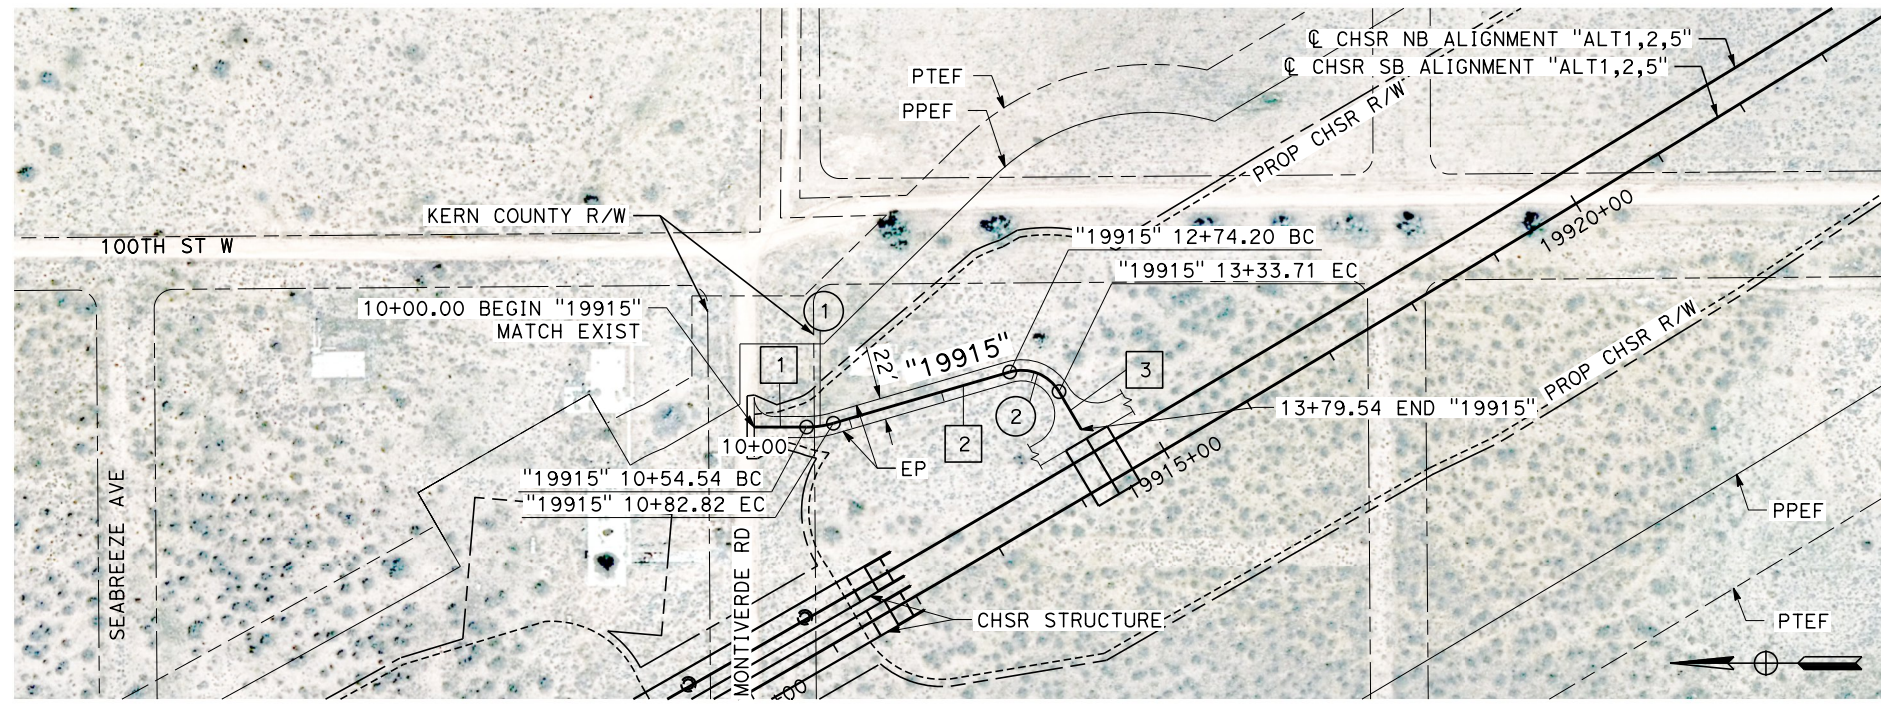 ℄ CHSR NB ALIGNMENT "ALT1,2,5"
℄ CHSR SB ALIGNMENT "ALT1,2,5"
PTEF
PPEF
PROP CHSR R/W
KERN COUNTY R/W
100TH ST W
19920+00
"19915" 12+74.20 BC
"19915" 13+33.71 EC
10+00.00 BEGIN "19915"
MATCH EXIST
1
1
22'
"19915"
3
PROP CHSR R/W
13+79.54 END "19915"
2
2
10+00
EP
19915+00
"19915" 10+54.54 BC
"19915" 10+82.82 EC
SEABREEZE AVE
MONTIVERDE RD
PPEF
CHSR STRUCTURE
PTEF
+00